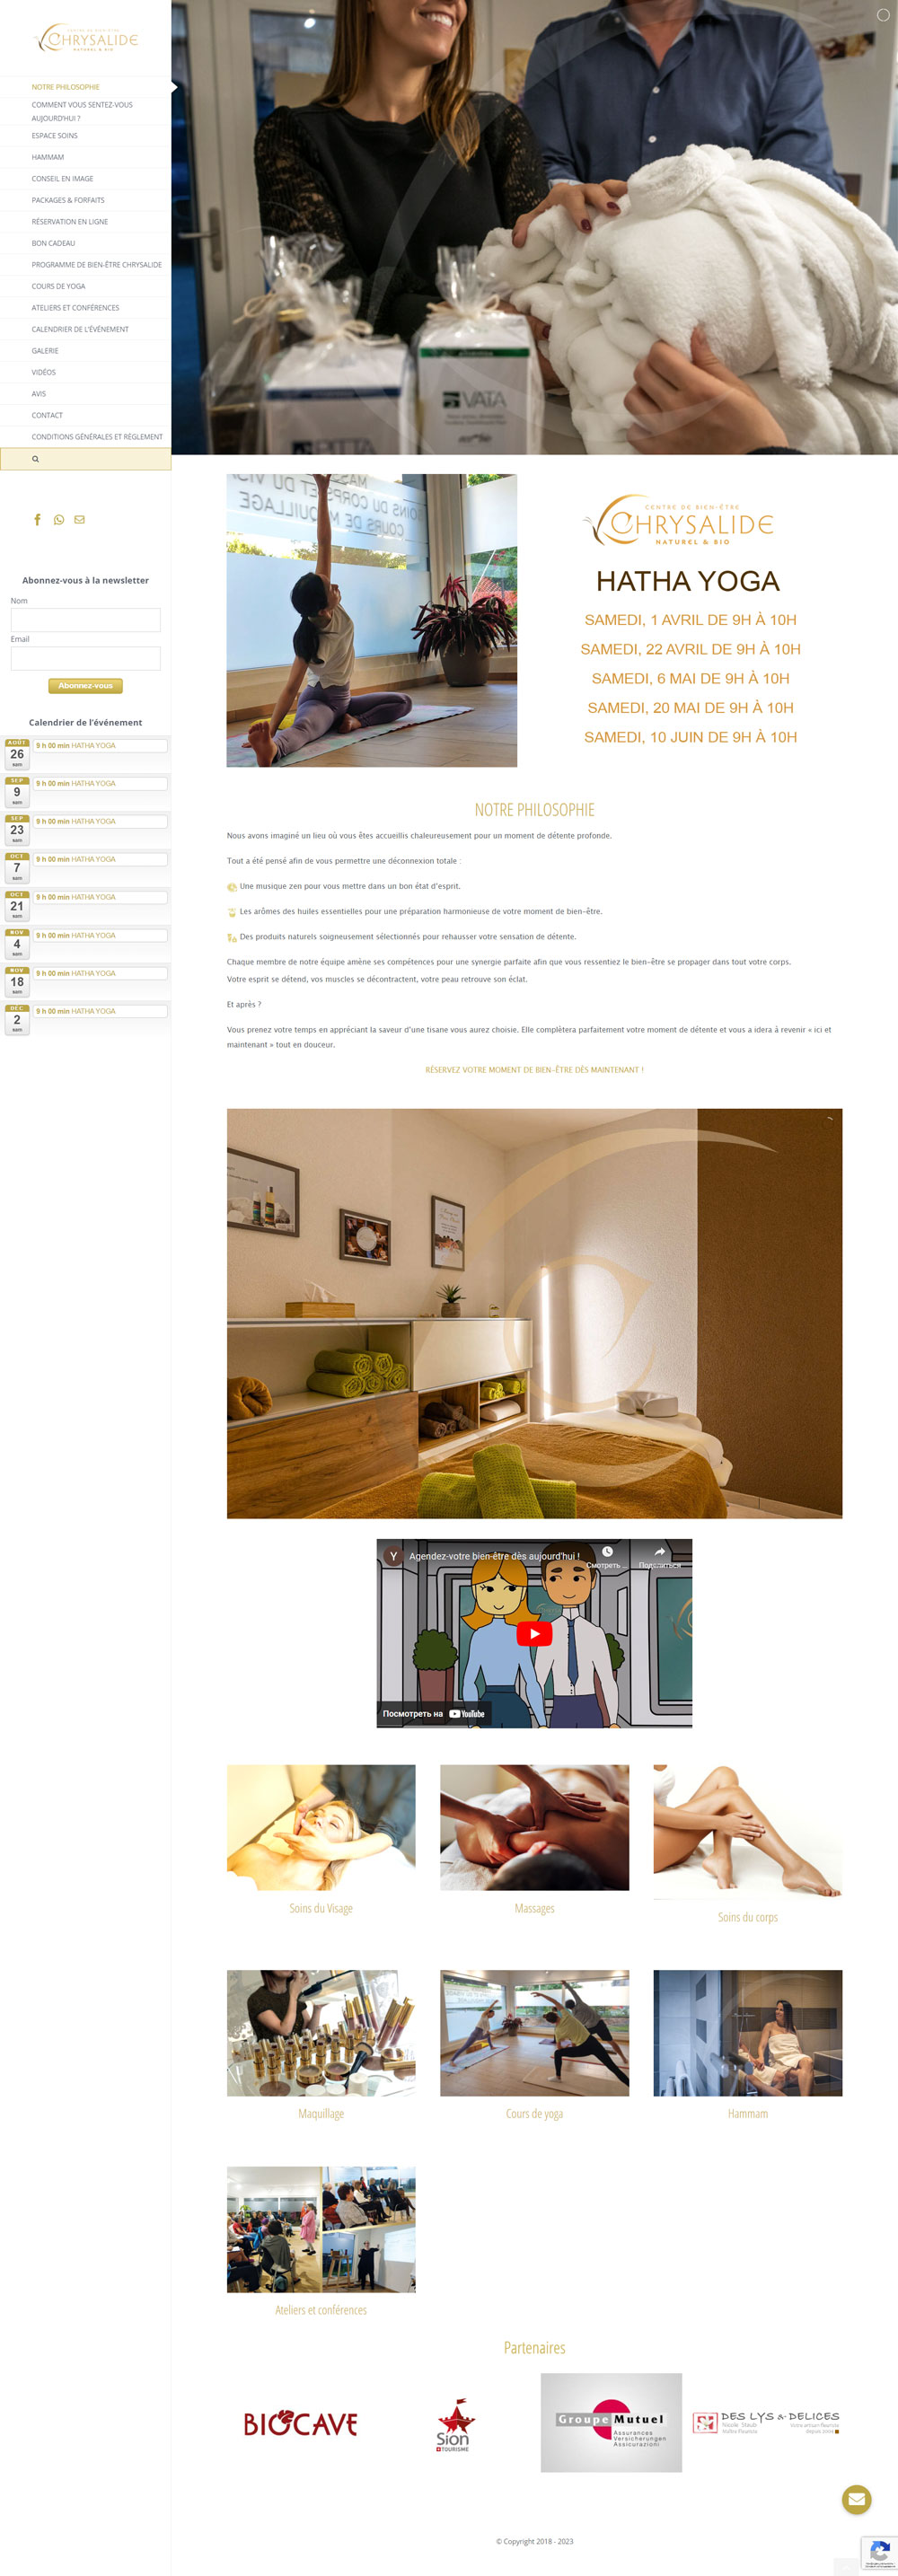 CENTRE DE BIEN-ÊTRE
CHRYSALIDE
NATUREL & BIO
NOTRE PHILOSOPHIE
COMMENT VOUS SENTEZ-VOUS
AUJOURD'HUI ?
ESPACE SOINS
HAMMAM
CONSEIL EN IMAGE
PACKAGES & FORFAITS
RÉSERVATION EN LIGNE
BON CADEAU
PROGRAMME DE BIEN-ÊTRE CHRYSALIDE
COURS DE YOGA
ATELIERS ET CONFÉRENCES
CALENDRIER DE L'ÉVÉNEMENT
GALERIE
VIDÉOS
AVIS
CONTACT
CONDITIONS GÉNÉRALES ET RÈGLEMENT
Abonnez-vous à la newsletter
Nom
Email
Abonnez-vous
Calendrier de l'événement
AOÛT
26
sam
9 h 00 min HATHA YOGA
SEP
9
sam
9 h 00 min HATHA YOGA
SEP
23
sam
9 h 00 min HATHA YOGA
OCT
7
sam
9 h 00 min HATHA YOGA
OCT
21
sam
9 h 00 min HATHA YOGA
NOV
4
sam
9 h 00 min HATHA YOGA
NOV
18
sam
9 h 00 min HATHA YOGA
DÉC
2
sam
9 h 00 min HATHA YOGA
VATA
CENTRE DE BIEN-ÊTRE
CHRYSALIDE
NATUREL & BIO
HATHA YOGA
SAMEDI, 1 AVRIL DE 9H À 10H
SAMEDI, 22 AVRIL DE 9H À 10H
SAMEDI, 6 MAI DE 9H À 10H
SAMEDI, 20 MAI DE 9H À 10H
SAMEDI, 10 JUIN DE 9H À 10H
NOTRE PHILOSOPHIE
Nous avons imaginé un lieu où vous êtes accueillis chaleureusement pour un moment de détente profonde.
Tout a été pensé afin de vous permettre une déconnexion totale :
Une musique zen pour vous mettre dans un bon état d'esprit.
Les arômes des huiles essentielles pour une préparation harmonieuse de votre moment de bien-être.
Des produits naturels soigneusement sélectionnés pour rehausser votre sensation de détente.
Chaque membre de notre équipe amène ses compétences pour une synergie parfaite afin que vous ressentiez le bien-être se propager dans tout votre corps.
Votre esprit se détend, vos muscles se décontractent, votre peau retrouve son éclat.
Et après ?
Vous prenez votre temps en appréciant la saveur d'une tisane vous aurez choisie. Elle complètera parfaitement votre moment de détente et vous a idera à revenir « ici et
maintenant » tout en douceur.
RÉSERVEZ VOTRE MOMENT DE BIEN-ÊTRE DÈS MAINTENANT !
Y
Agendez-votre bien-être dès aujourd'hui !
Смотреть ...
Поделиться
Посмотреть на YouTube
Soins du Visage
Massages
Soins du corps
Maquillage
Cours de yoga
Hammam
Ateliers et conférences
Partenaires
BIOCAVE
Sion
TOURISME
Groupe Mutuel
Assurances
Versicherungen
Assicurazioni
DES LYS & DELICES
Nicole Staub
Maître Fleuriste
Votre artisan fleuriste
depuis 2004
© Copyright 2018 - 2023